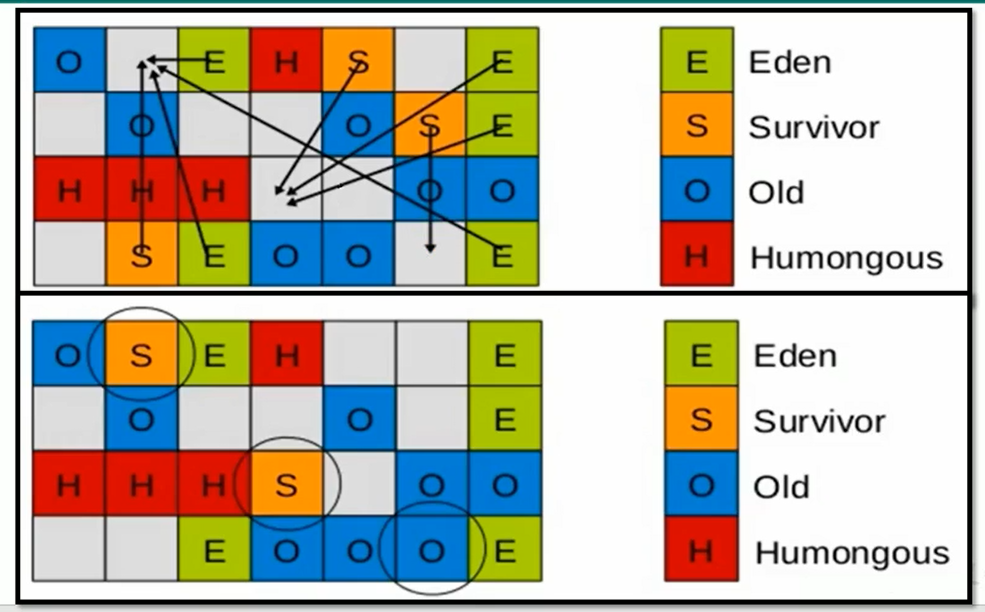 O E H S E E Eden
O O S E S Survivor
H H H O O O Old
S E O O E H Humongous
O S E H E E Eden
O O E S Survivor
H H H S O O O Old
E O O O E H Humongous